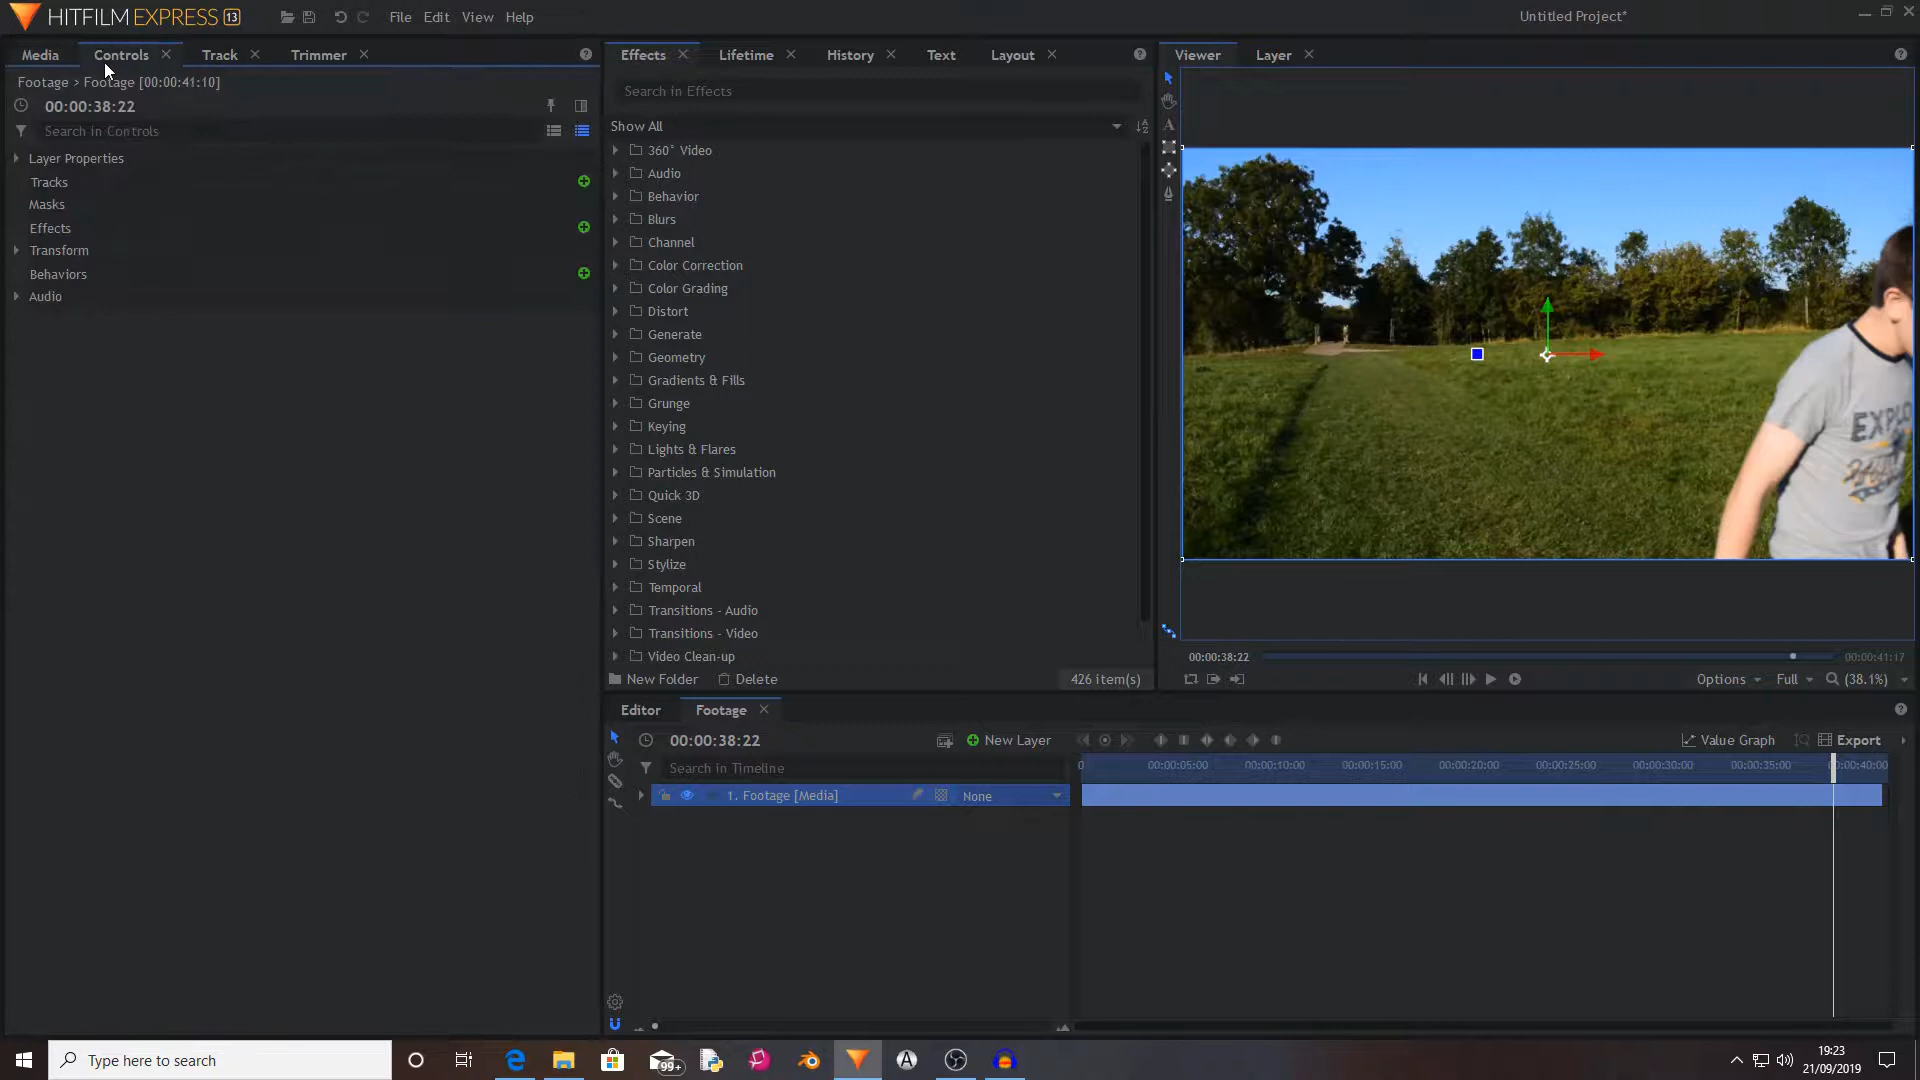 HITFILM EXPRESS 13
File Edit View Help
Untitled Project*
Media Controls Track Trimmer
Footage > Footage [00:00:41:10]
00:00:38:22
Search in Controls
Layer Properties
Tracks
Masks
Effects
Transform
Behaviors
Audio
Effects Lifetime History Text Layout
Search in Effects
Show All
360° Video
Audio
Behavior
Blurs
Channel
Color Correction
Color Grading
Distort
Generate
Geometry
Gradients & Fills
Grunge
Keying
Lights & Flares
Particles & Simulation
Quick 3D
Scene
Sharpen
Stylize
Temporal
Transitions - Audio
Transitions - Video
Video Clean-up
New Folder Delete 426 item(s)
Viewer Layer
00:00:38:22 00:00:41:17
Options Full (38.1%)
Editor Footage
00:00:38:22 New Layer Value Graph Export
Search in Timeline
0 00:00:05:00 00:00:10:00 00:00:15:00 00:00:20:00 00:00:25:00 00:00:30:00 00:00:35:00 00:00:40:00
1. Footage [Media] None
Type here to search
99+
19:23
21/09/2019